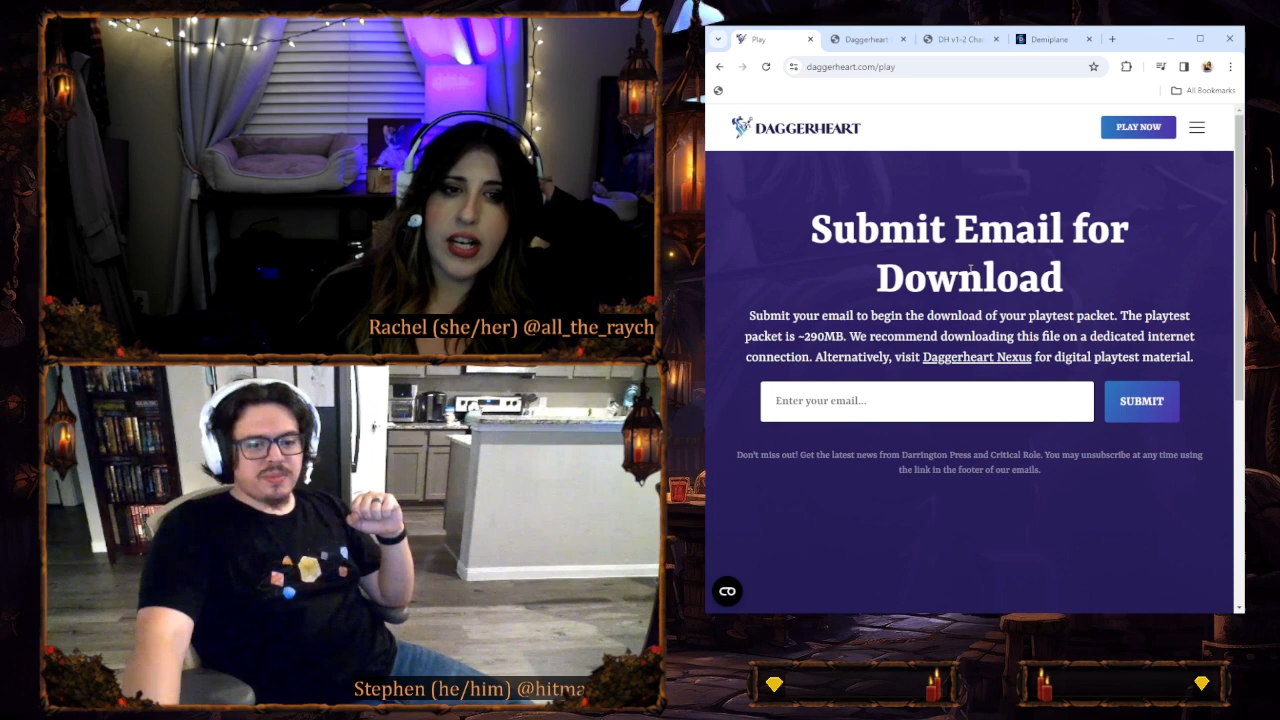 Rachel (she/her) @all_the_raych
Stephen (he/him) @hitma
Play
Daggerheart
DH v1-2 Cha
Demiplane
daggerheart.com/play
All Bookmarks
DAGGERHEART
PLAY NOW
Submit Email for
Download
Submit your email to begin the download of your playtest packet. The playtest
packet is ~290MB. We recommend downloading this file on a dedicated internet
connection. Alternatively, visit Daggerheart Nexus for digital playtest material.
Enter your email...
SUBMIT
Don't miss out! Get the latest news from Darrington Press and Critical Role. You may unsubscribe at any time using
the link in the footer of our emails.